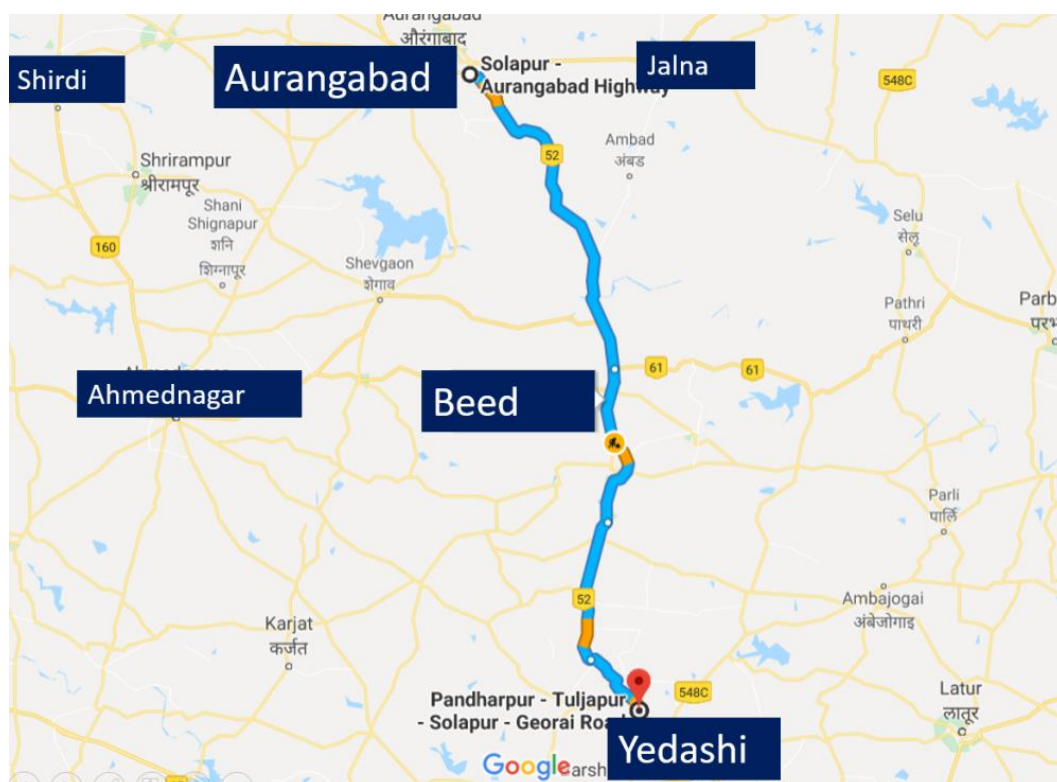 Aurangabad
औरंगाबाद
Shirdi
Aurangabad
Solapur -
Aurangabad Highway
Jalna
548C
52
Ambad
अंबड
Shrirampur
श्रीरामपूर
Shani
Shignapur
शनि
शिग्नापूर
160
Selu
सेलू
Shevgaon
शेगाव
Pathri
पाथरी
Parb
परभ
61
61
Ahmednagar
Beed
Parli
पार्लि
52
Ambajogai
अंबेजोगाइ
Karjat
कर्जत
Pandharpur - Tuljapur
- Solapur - Georai Road
548C
Latur
लातूर
Yedashi
Google
arsh